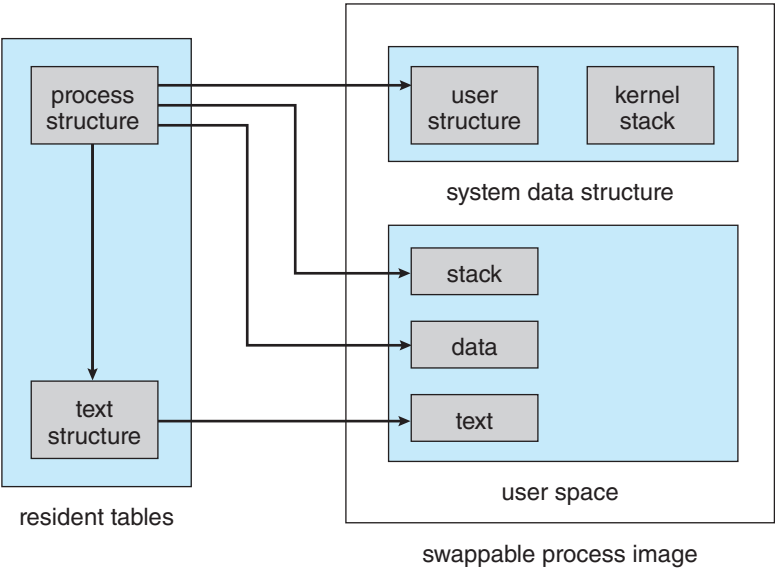 process
structure
user
structure
kernel
stack
system data structure
stack
data
text
structure
text
user space
resident tables
swappable process image